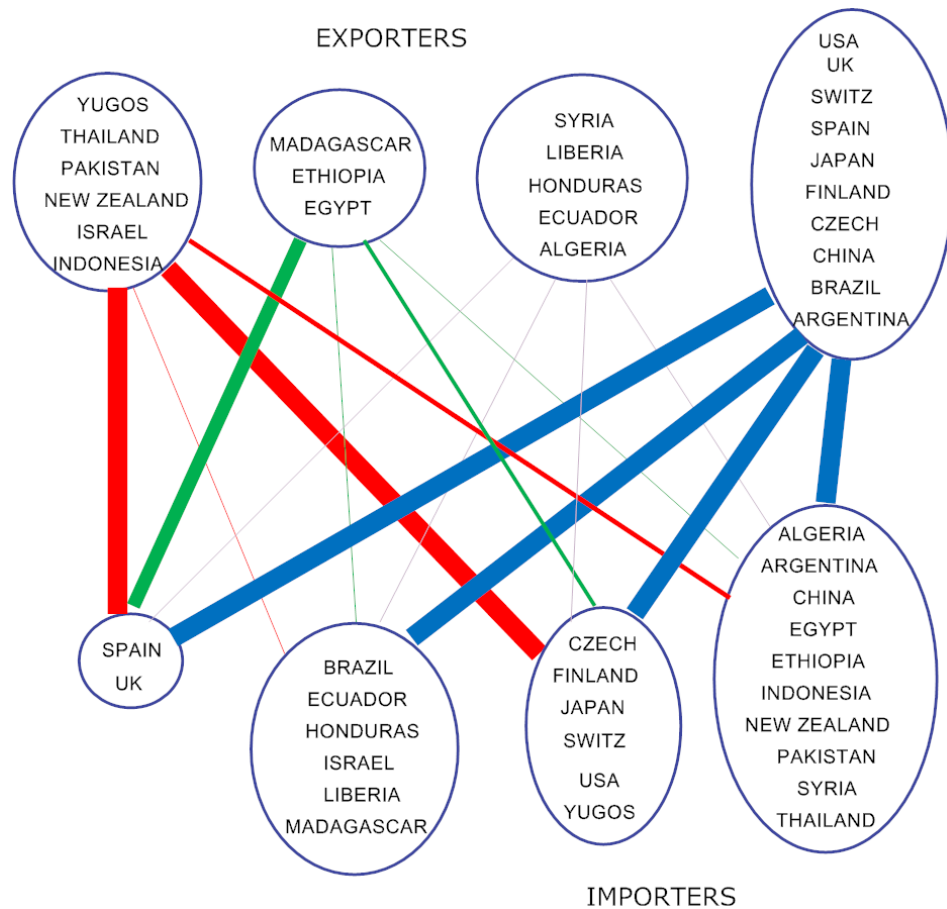 EXPORTERS
YUGOS
THAILAND
PAKISTAN
NEW ZEALAND
ISRAEL
INDONESIA
MADAGASCAR
ETHIOPIA
EGYPT
SYRIA
LIBERIA
HONDURAS
ECUADOR
ALGERIA
USA
UK
SWITZ
SPAIN
JAPAN
FINLAND
CZECH
CHINA
BRAZIL
ARGENTINA
SPAIN
UK
BRAZIL
ECUADOR
HONDURAS
ISRAEL
LIBERIA
MADAGASCAR
CZECH
FINLAND
JAPAN
SWITZ
USA
YUGOS
ALGERIA
ARGENTINA
CHINA
EGYPT
ETHIOPIA
INDONESIA
NEW ZEALAND
PAKISTAN
SYRIA
THAILAND
IMPORTERS